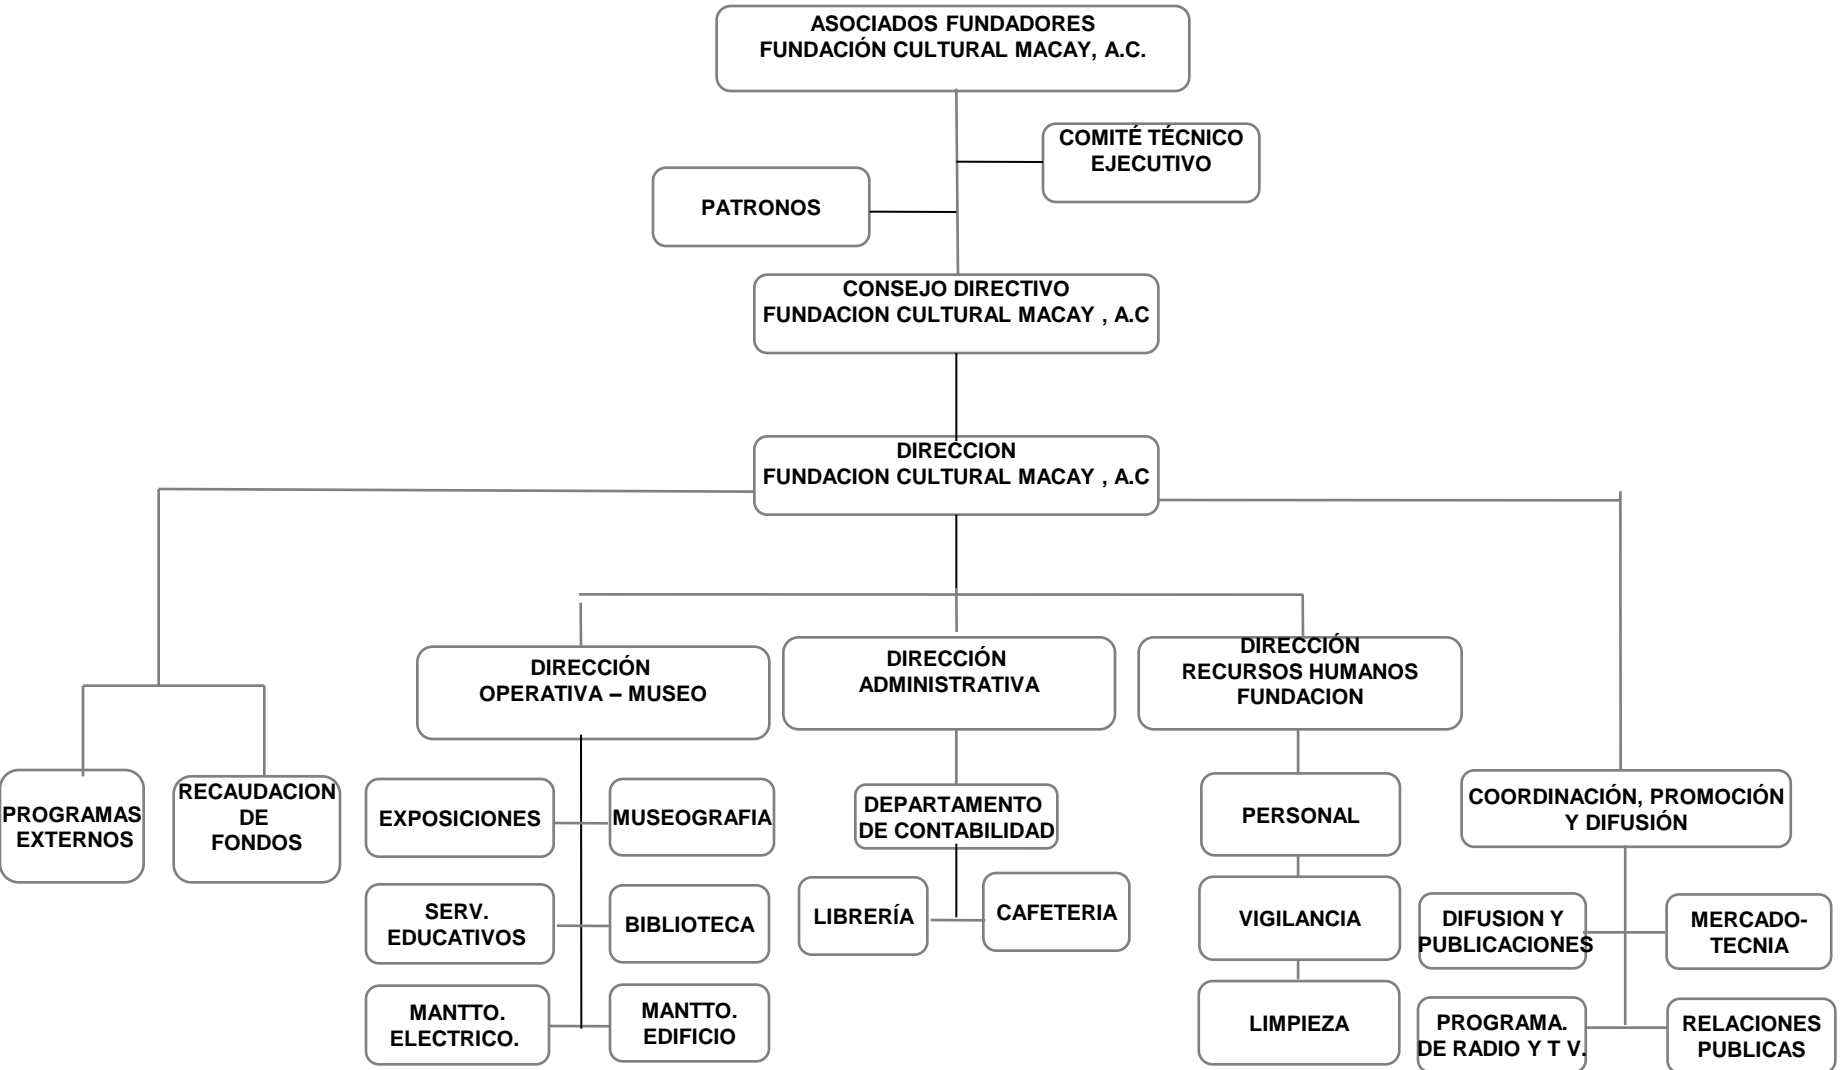 ASOCIADOS FUNDADORES
FUNDACIÓN CULTURAL MACAY, A.C.
COMITÉ TÉCNICO
EJECUTIVO
PATRONOS
CONSEJO DIRECTIVO
FUNDACION CULTURAL MACAY , A.C
DIRECCION
FUNDACION CULTURAL MACAY , A.C
DIRECCIÓN
OPERATIVA – MUSEO
DIRECCIÓN
ADMINISTRATIVA
DIRECCIÓN
RECURSOS HUMANOS
FUNDACION
PROGRAMAS
EXTERNOS
RECAUDACION
DE
FONDOS
EXPOSICIONES
MUSEOGRAFIA
DEPARTAMENTO
DE CONTABILIDAD
PERSONAL
COORDINACIÓN, PROMOCIÓN
Y DIFUSIÓN
SERV.
EDUCATIVOS
BIBLIOTECA
LIBRERÍA
CAFETERIA
VIGILANCIA
DIFUSION Y
PUBLICACIONES
MERCADO-
TECNIA
MANTTO.
ELECTRICO.
MANTTO.
EDIFICIO
LIMPIEZA
PROGRAMA.
DE RADIO Y T V.
RELACIONES
PUBLICAS